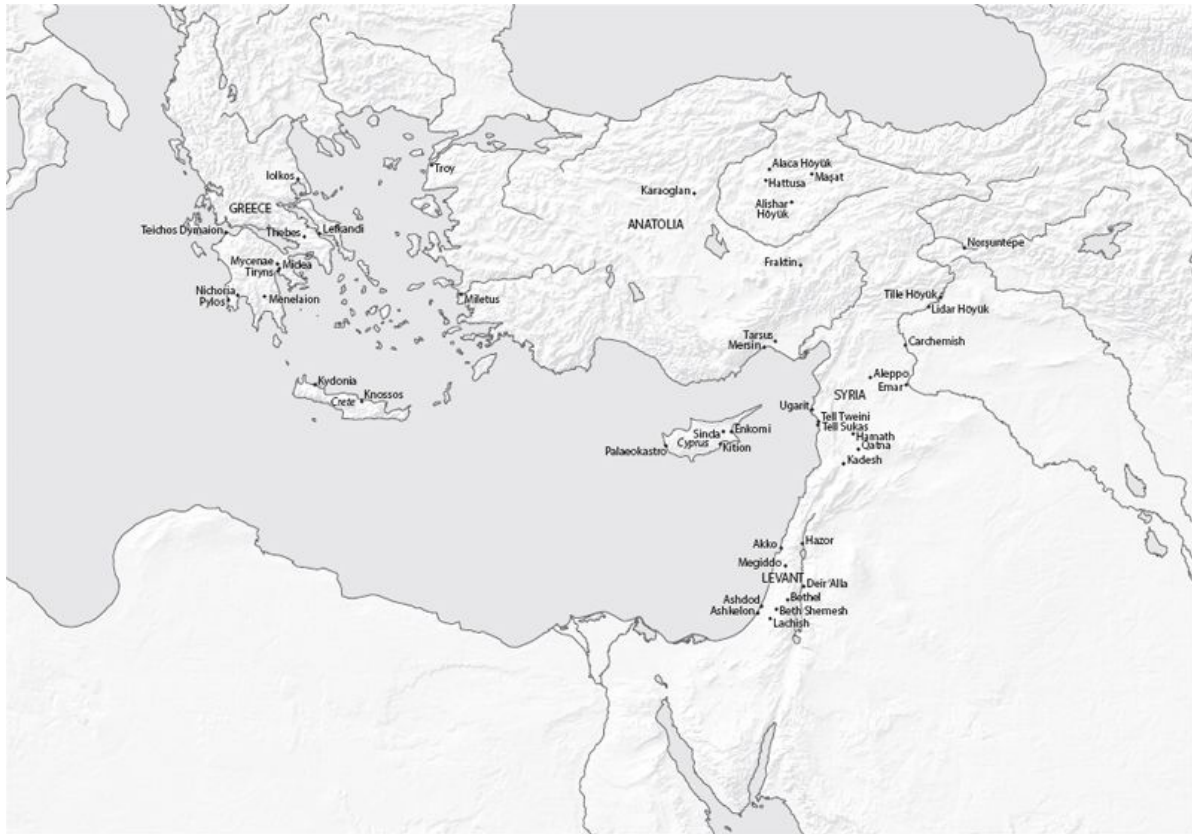 Alaca Höyük
Troy
Maşat
Iolkos
Hattusa
Karaoglan
Alishar
Höyük
GREECE
ANATOLIA
Teichos Dymaion
Thebes
Lefkandi
Norşuntepe
Mycenae
Midea
Fraktin
Tiryns
Nichoria
Pylos
Menelaion
Miletus
Tille Höyük
Lidar Höyük
Tarsus
Mersin
Carchemish
Aleppo
Kydonia
Emar
Knossos
SYRIA
Crete
Ugarit
Tell Tweini
Tell Sukas
Sinda
Enkomi
Hamath
Cyprus
Palaeokastro
Kition
Qatna
Kadesh
Akko
Hazor
Megiddo
LEVANT
Deir 'Alla
Ashdod
Bethel
Ashkelon
Beth Shemesh
Lachish